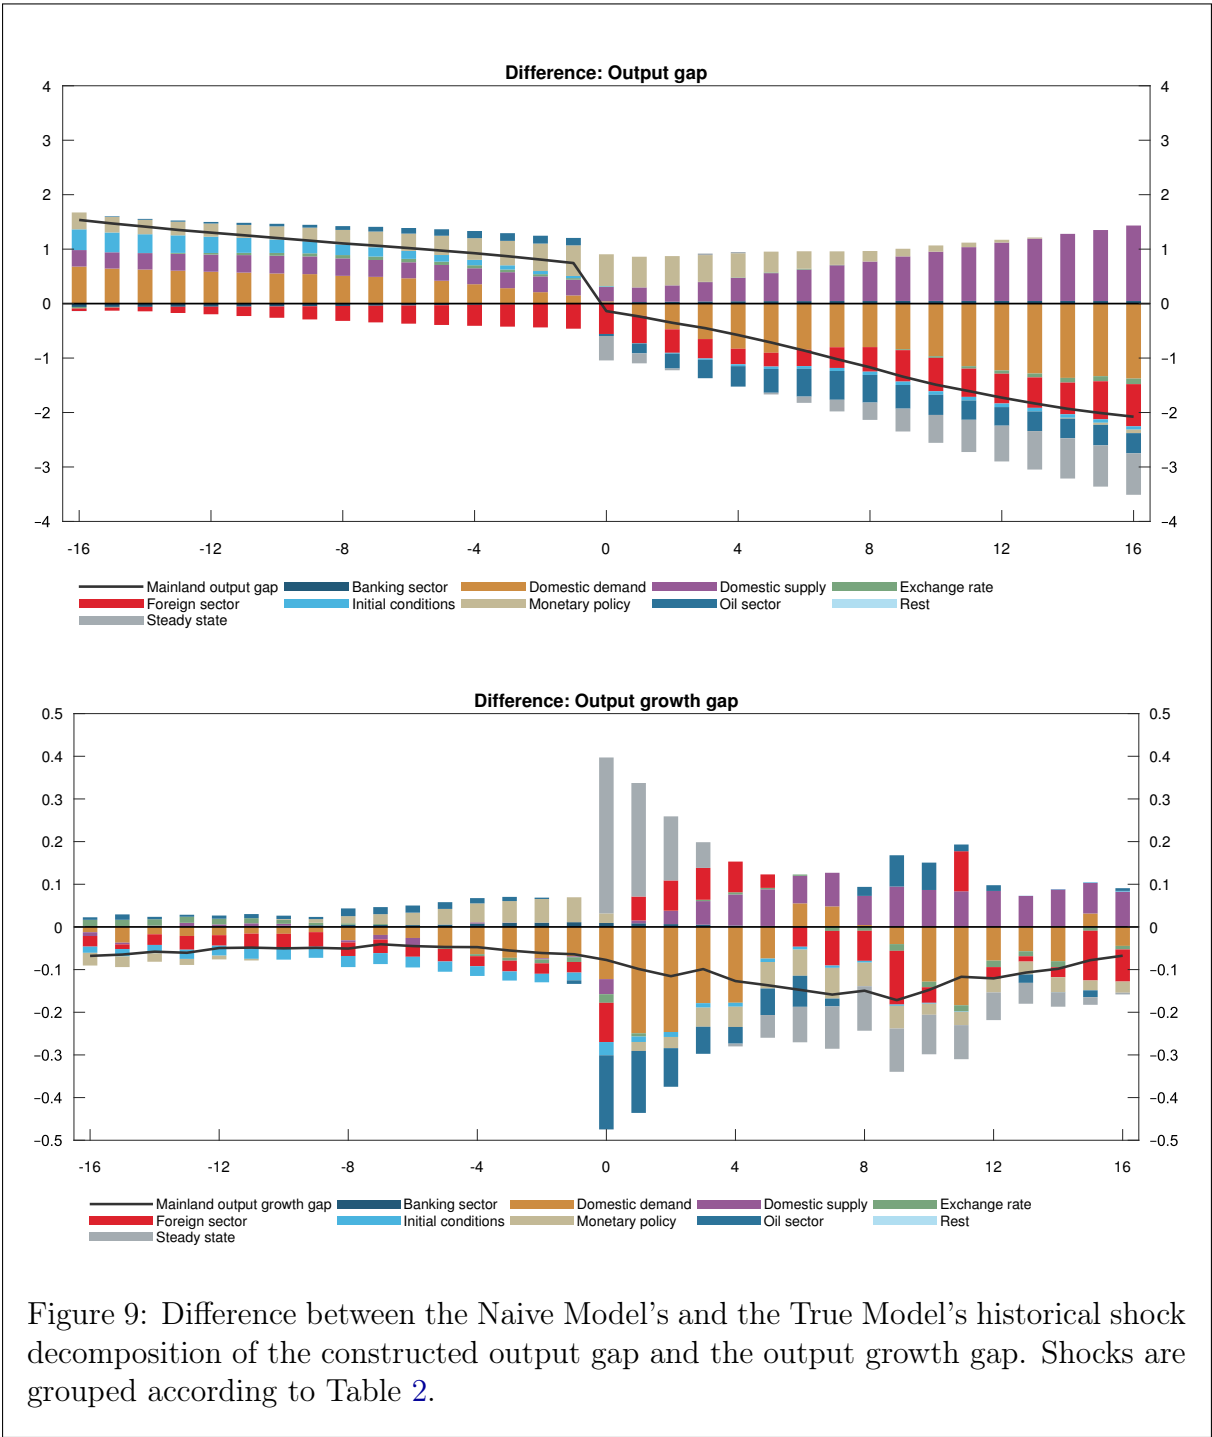 Difference: Output gap
4 4
3 3
2 2
1 1
0 0
−1 −1
−2 −2
−3 −3
−4 −4
-16 -12 -8 -4 0 4 8 12 16
Mainland output gap Banking sector Domestic demand Domestic supply Exchange rate
Foreign sector Initial conditions Monetary policy Oil sector Rest
Steady state
Difference: Output growth gap
0.5 0.5
0.4 0.4
0.3 0.3
0.2 0.2
0.1 0.1
0 0
−0.1 −0.1
−0.2 −0.2
−0.3 −0.3
−0.4 −0.4
−0.5 −0.5
-16 -12 -8 -4 0 4 8 12 16
Mainland output growth gap Banking sector Domestic demand Domestic supply Exchange rate
Foreign sector Initial conditions Monetary policy Oil sector Rest
Steady state
Figure 9: Difference between the Naive Model's and the True Model's historical shock
decomposition of the constructed output gap and the output growth gap. Shocks are
grouped according to Table 2.